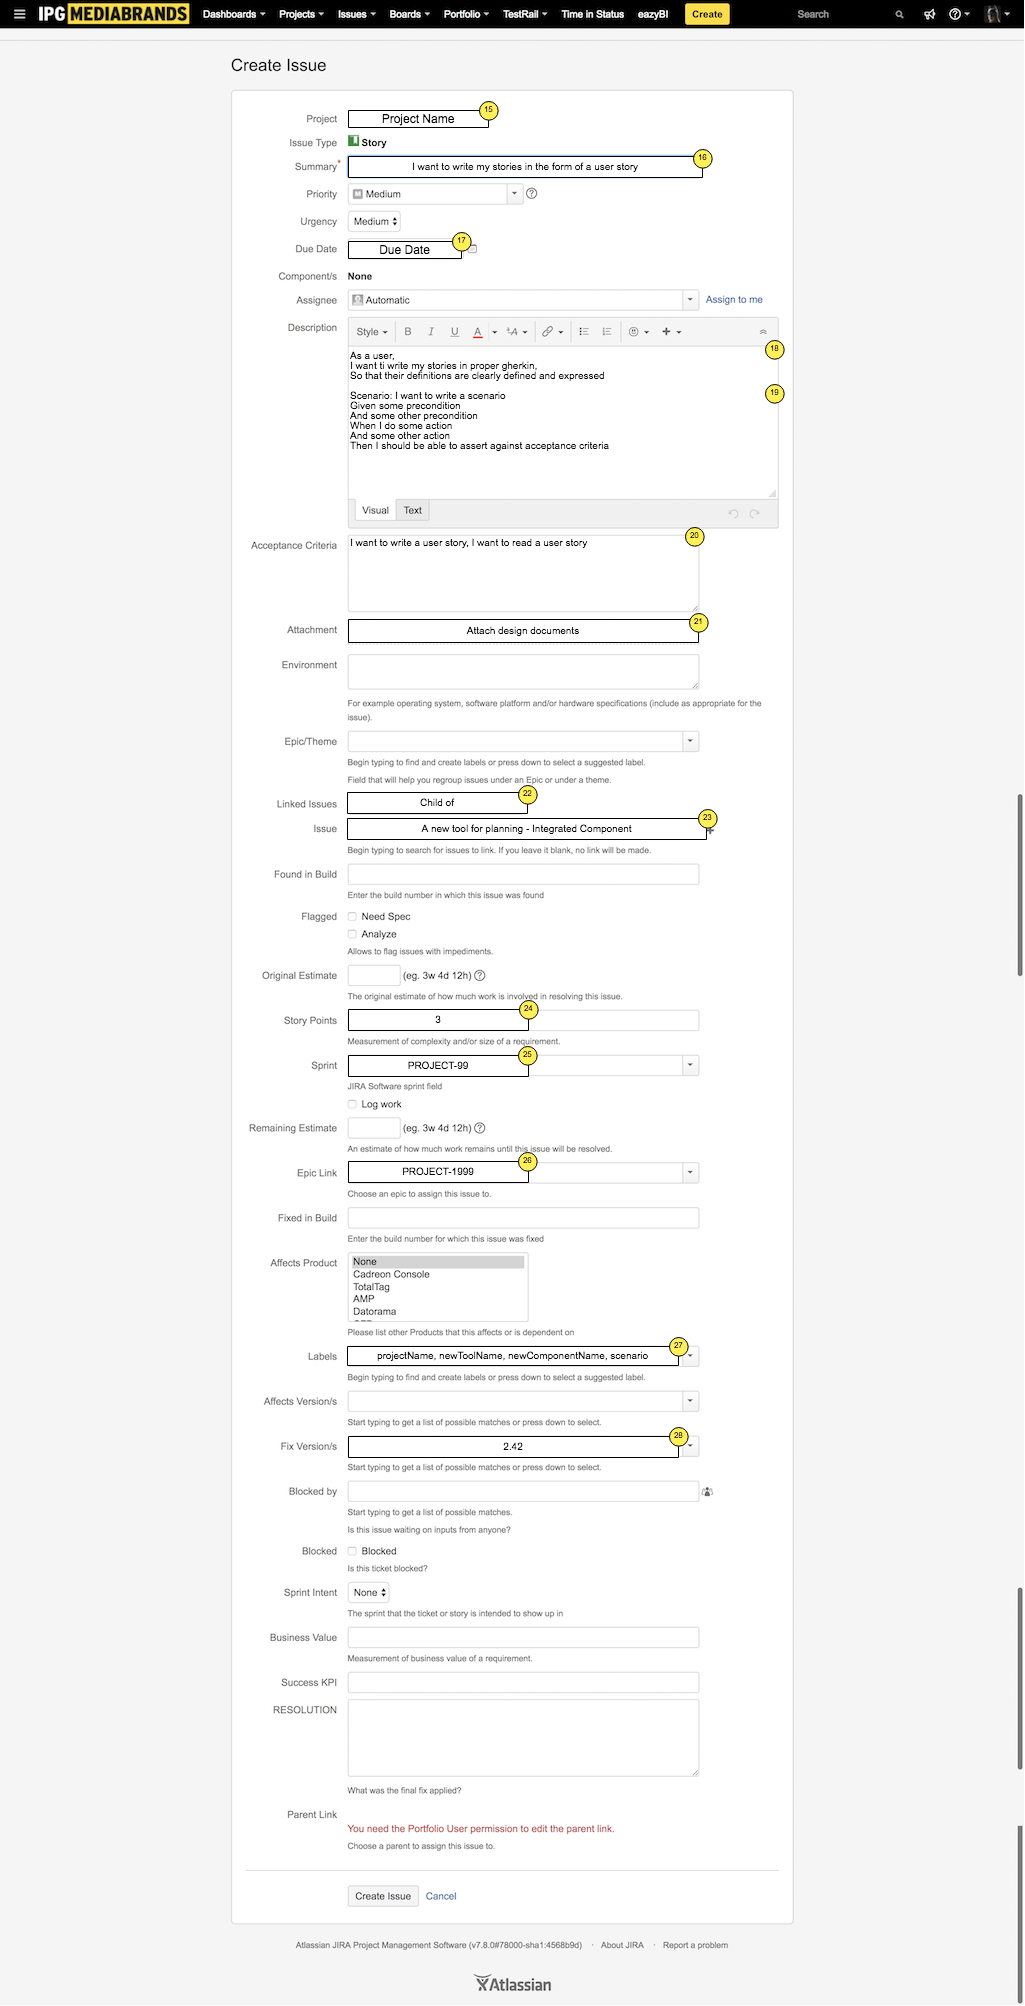 IPG MEDIABRANDS Dashboards Projects Issues Boards Portfolio TestRail Time in Status eazyBI Create Search
Create Issue
Project Project Name 15
Issue Type Story
Summary* I want to write my stories in the form of a user story 16
Priority Medium
Urgency Medium
Due Date Due Date 17
Component/s None
Assignee Automatic Assign to me
Description Style B I U A
As a user, 18
I want ti write my stories in proper gherkin,
So that their definitions are clearly defined and expressed
Scenario: I want to write a scenario 19
Given some precondition
And some other precondition
When I do some action
And some other action
Then I should be able to assert against acceptance criteria
Visual Text
Acceptance Criteria I want to write a user story, I want to read a user story 20
Attachment Attach design documents 21
Environment
For example operating system, software platform and/or hardware specifications (include as appropriate for the
issue).
Epic/Theme
Begin typing to find and create labels or press down to select a suggested label.
Field that will help you regroup issues under an Epic or under a theme.
Linked Issues Child of 22
Issue A new tool for planning - Integrated Component 23
Begin typing to search for issues to link. If you leave it blank, no link will be made.
Found in Build
Enter the build number in which this issue was found
Flagged Need Spec
Analyze
Allows to flag issues with impediments.
Original Estimate (eg. 3w 4d 12h)
The original estimate of how much work is involved in resolving this issue.
Story Points 3 24
Measurement of complexity and/or size of a requirement.
Sprint PROJECT-99 25
JIRA Software sprint field
Log work
Remaining Estimate (eg. 3w 4d 12h)
An estimate of how much work remains until this issue will be resolved.
Epic Link PROJECT-1999 26
Choose an epic to assign this issue to.
Fixed in Build
Enter the build number for which this issue was fixed
Affects Product None
Cadreon Console
TotalTag
AMP
Datorama
Please list other Products that this affects or is dependent on
Labels projectName, newToolName, newComponentName, scenario 27
Begin typing to find and create labels or press down to select a suggested label.
Affects Version/s
Start typing to get a list of possible matches or press down to select.
Fix Version/s 2.42 28
Start typing to get a list of possible matches or press down to select.
Blocked by
Start typing to get a list of possible matches.
Is this issue waiting on inputs from anyone?
Blocked Blocked
Is this ticket blocked?
Sprint Intent None
The sprint that the ticket or story is intended to show up in
Business Value
Measurement of business value of a requirement.
Success KPI
RESOLUTION
What was the final fix applied?
Parent Link
You need the Portfolio User permission to edit the parent link.
Choose a parent to assign this issue to.
Create Issue Cancel
Atlassian JIRA Project Management Software (v7.8.0#78000-sha1:4568b9d) · About JIRA · Report a problem
Atlassian